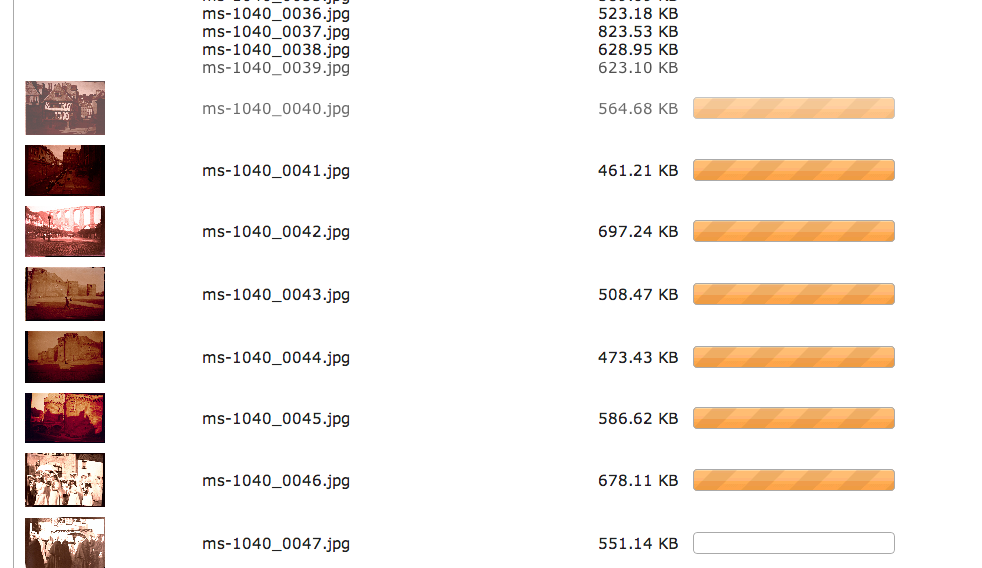 ms-1040_0036.jpg 523.18 KB
ms-1040_0037.jpg 823.53 KB
ms-1040_0038.jpg 628.95 KB
ms-1040_0039.jpg 623.10 KB
ms-1040_0040.jpg 564.68 KB
ms-1040_0041.jpg 461.21 KB
ms-1040_0042.jpg 697.24 KB
ms-1040_0043.jpg 508.47 KB
ms-1040_0044.jpg 473.43 KB
ms-1040_0045.jpg 586.62 KB
ms-1040_0046.jpg 678.11 KB
ms-1040_0047.jpg 551.14 KB